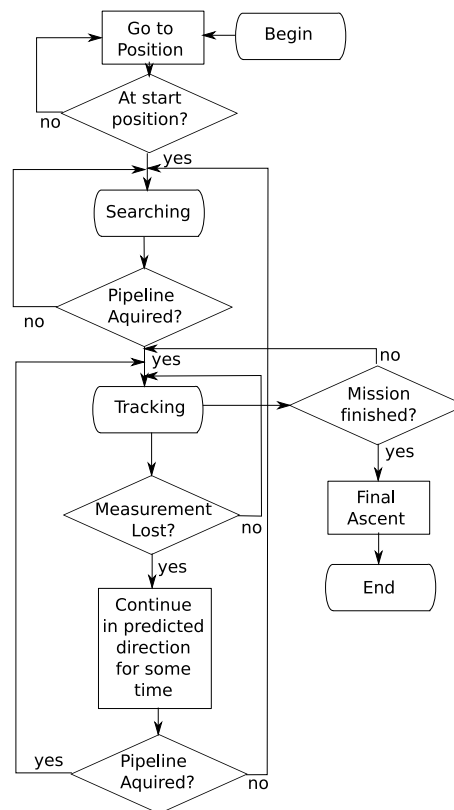 Go to
Position
Begin
At start
position?
no
yes
Searching
Pipeline
Aquired?
no
yes
no
Tracking
Mission
finished?
yes
Measurement
Lost?
no
yes
Final
Ascent
End
Continue
in predicted
direction
for some
time
Pipeline
Aquired?
yes
no